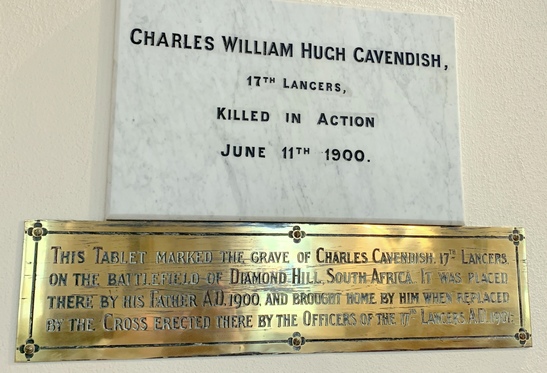 CHARLES WILLIAM HUGH CAVENDISH,
17TH LANCERS,
KILLED IN ACTION
JUNE 11TH 1900.
THIS TABLET MARKED THE GRAVE OF CHARLES CAVENDISH, 17TH LANCERS,
ON THE BATTLEFIELD OF DIAMOND HILL, SOUTH AFRICA. IT WAS PLACED
THERE BY HIS FATHER A.D. 1900, AND BROUGHT HOME BY HIM WHEN REPLACED
BY THE CROSS ERECTED THERE BY THE OFFICERS OF THE 17TH LANCERS, A.D.